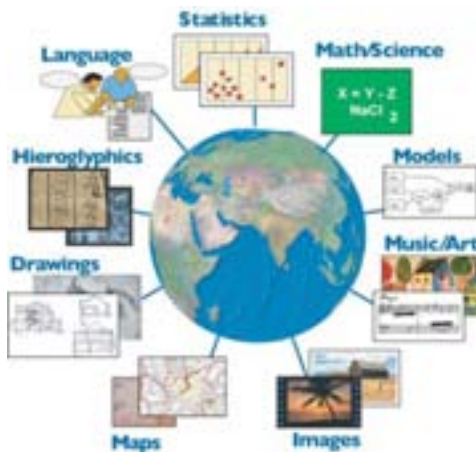 Statistics
Language
Math/Science
X = Y - Z
NaCl 2
Hieroglyphics
Models
Music/Art
Drawings
Maps
Images